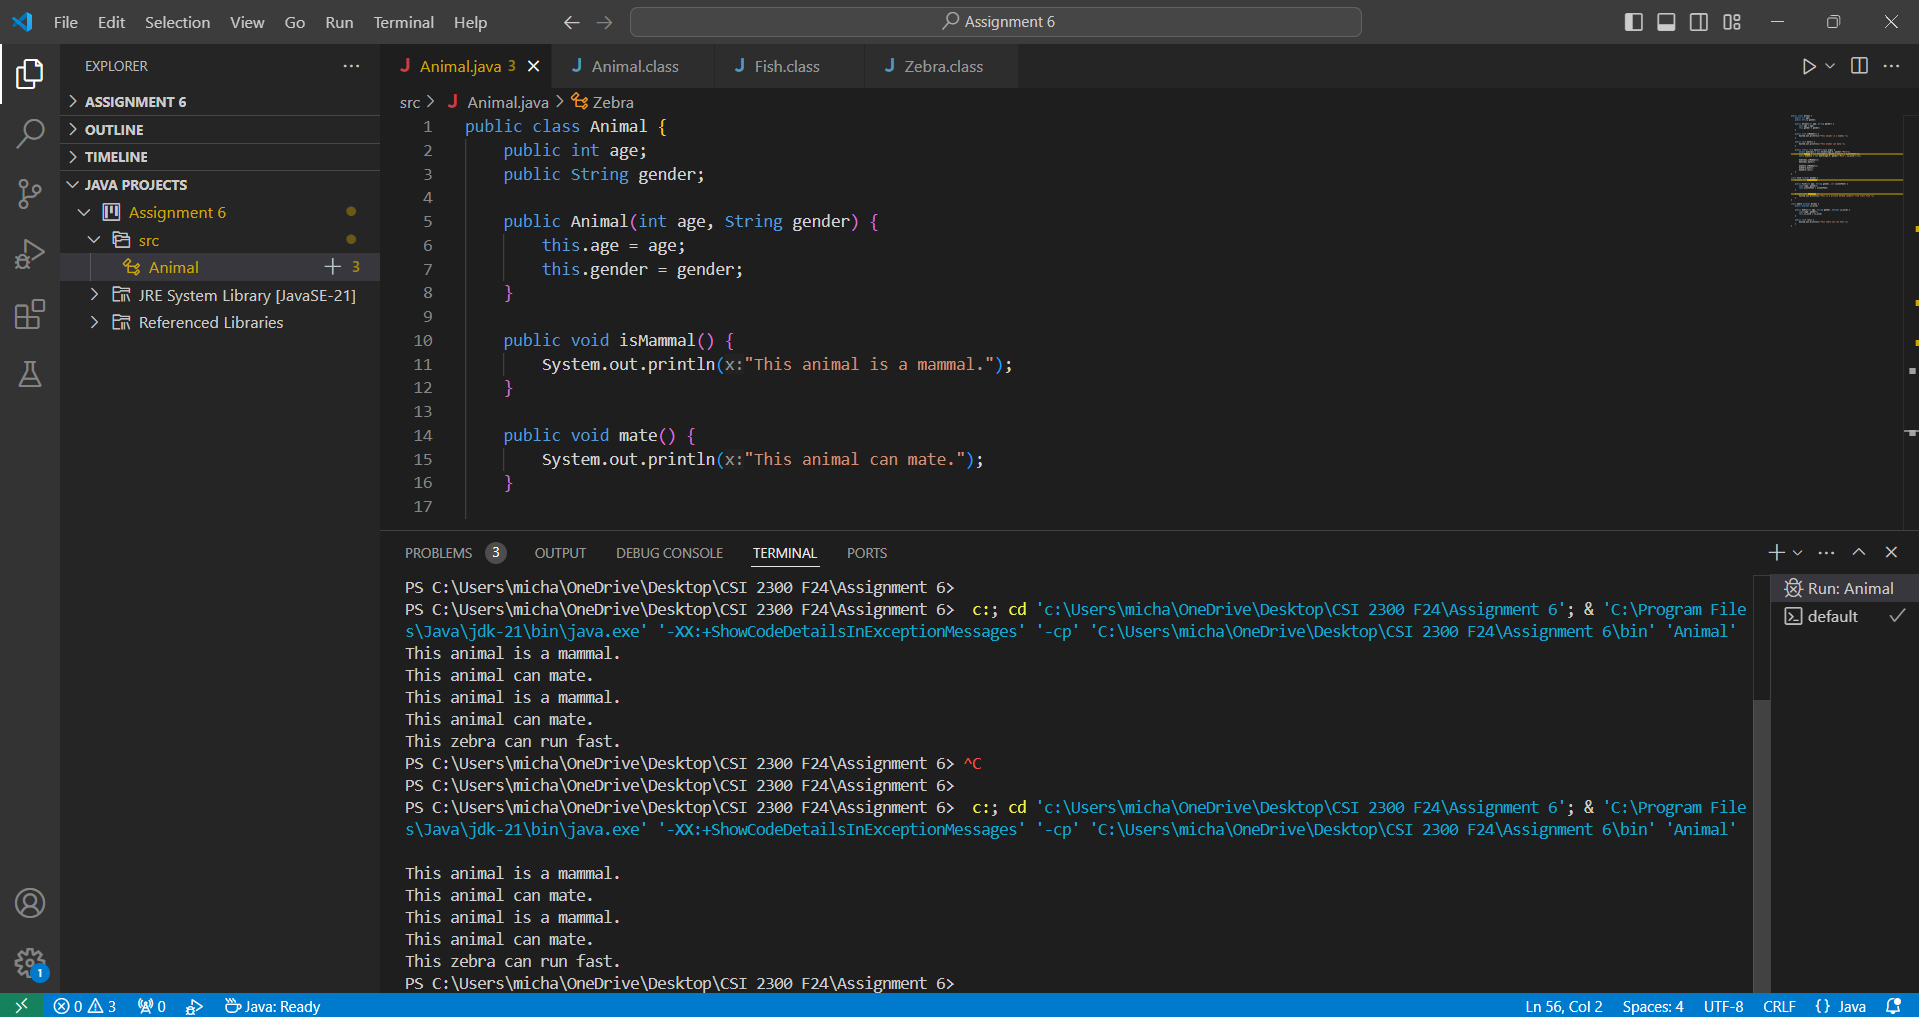 File Edit Selection View Go Run Terminal Help
Assignment 6
EXPLORER
ASSIGNMENT 6
OUTLINE
TIMELINE
JAVA PROJECTS
Assignment 6
src
Animal 3
JRE System Library [JavaSE-21]
Referenced Libraries
1
Animal.java 3 Animal.class Fish.class Zebra.class
src > Animal.java > Zebra
1 public class Animal {
2 public int age;
3 public String gender;
4
5 public Animal(int age, String gender) {
6 this.age = age;
7 this.gender = gender;
8 }
9
10 public void isMammal() {
11 System.out.println(x:"This animal is a mammal.");
12 }
13
14 public void mate() {
15 System.out.println(x:"This animal can mate.");
16 }
17
PROBLEMS 3 OUTPUT DEBUG CONSOLE TERMINAL PORTS
PS C:\Users\micha\OneDrive\Desktop\CSI 2300 F24\Assignment 6>
PS C:\Users\micha\OneDrive\Desktop\CSI 2300 F24\Assignment 6> c:; cd 'c:\Users\micha\OneDrive\Desktop\CSI 2300 F24\Assignment 6'; & 'C:\Program File
s\Java\jdk-21\bin\java.exe' '-XX:+ShowCodeDetailsInExceptionMessages' '-cp' 'C:\Users\micha\OneDrive\Desktop\CSI 2300 F24\Assignment 6\bin' 'Animal'
This animal is a mammal.
This animal can mate.
This animal is a mammal.
This animal can mate.
This zebra can run fast.
PS C:\Users\micha\OneDrive\Desktop\CSI 2300 F24\Assignment 6> ^C
PS C:\Users\micha\OneDrive\Desktop\CSI 2300 F24\Assignment 6>
PS C:\Users\micha\OneDrive\Desktop\CSI 2300 F24\Assignment 6> c:; cd 'c:\Users\micha\OneDrive\Desktop\CSI 2300 F24\Assignment 6'; & 'C:\Program File
s\Java\jdk-21\bin\java.exe' '-XX:+ShowCodeDetailsInExceptionMessages' '-cp' 'C:\Users\micha\OneDrive\Desktop\CSI 2300 F24\Assignment 6\bin' 'Animal'
This animal is a mammal.
This animal can mate.
This animal is a mammal.
This animal can mate.
This zebra can run fast.
PS C:\Users\micha\OneDrive\Desktop\CSI 2300 F24\Assignment 6>
Run: Animal
default
0 3 0 Java: Ready Ln 56, Col 2 Spaces: 4 UTF-8 CRLF {} Java